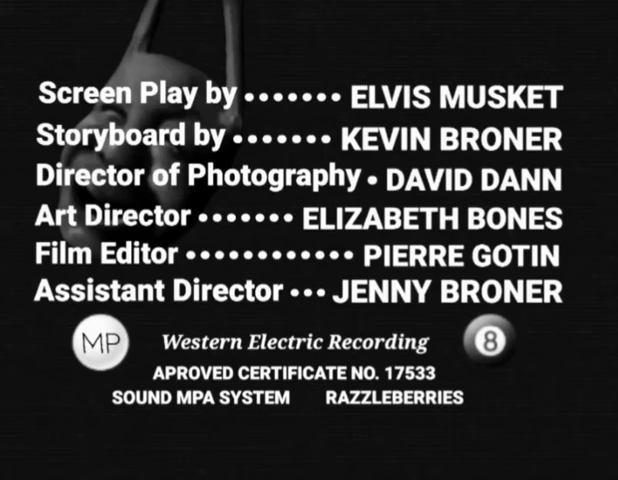 Screen Play by ······· ELVIS MUSKET
Storyboard by ······· KEVIN BRONER
Director of Photography · DAVID DANN
Art Director ······· ELIZABETH BONES
Film Editor ············ PIERRE GOTIN
Assistant Director ··· JENNY BRONER
MP Western Electric Recording 8
APROVED CERTIFICATE NO. 17533
SOUND MPA SYSTEM RAZZLEBERRIES